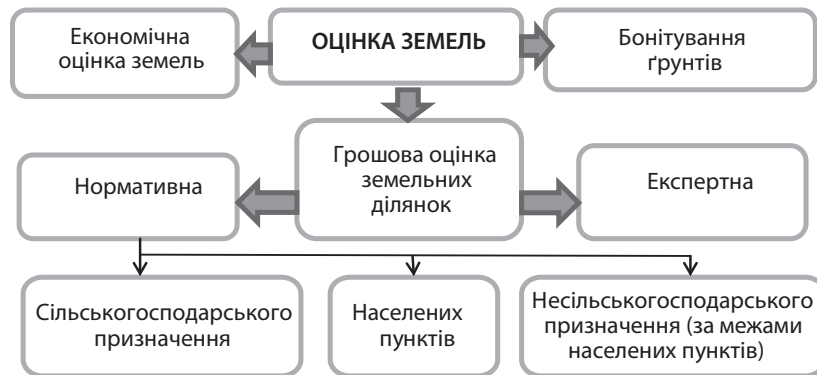 Економічна
оцінка земель
ОЦІНКА ЗЕМЕЛЬ
Бонітування
ґрунтів
Нормативна
Грошова оцінка
земельних
ділянок
Експертна
Сільськогосподарського
призначення
Населених
пунктів
Несільськогосподарського
призначення (за межами
населених пунктів)